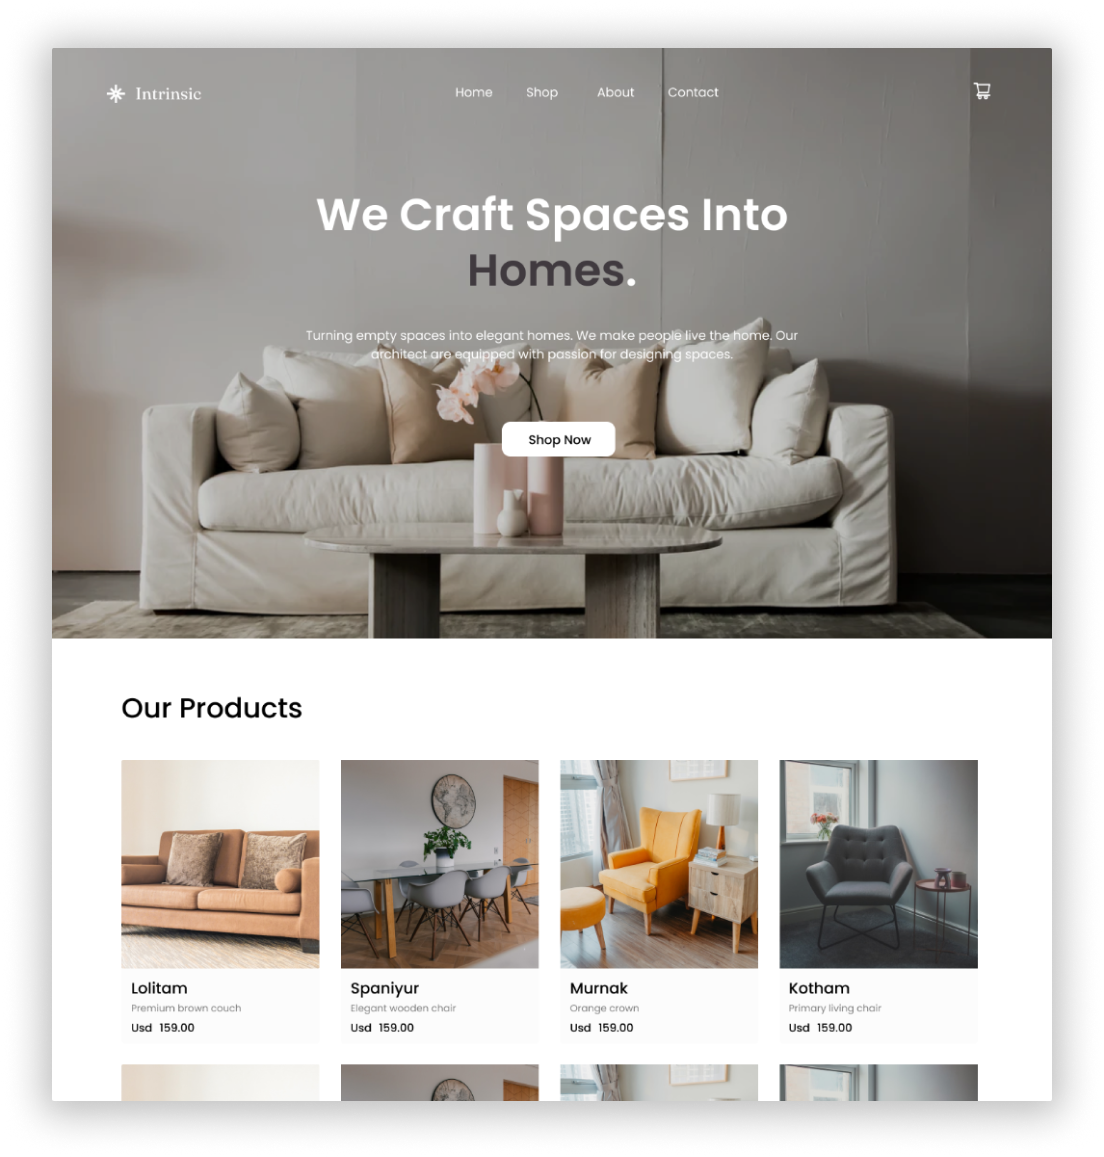 Intrinsic
Home Shop About Contact
We Craft Spaces Into
Homes.
Turning empty spaces into elegant homes. We make people live the home. Our
architect are equipped with passion for designing spaces.
Shop Now
Our Products
Lolitam
Premium brown couch
Usd 159.00
Spaniyur
Elegant wooden chair
Usd 159.00
Murnak
Orange crown
Usd 159.00
Kotham
Primary living chair
Usd 159.00